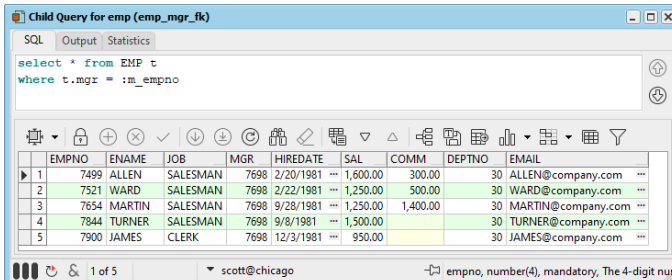 Child Query for emp (emp_mgr_fk)
SQL Output Statistics
select * from EMP t
where t.mgr = :m_empno
EMPNO ENAME JOB MGR HIREDATE SAL COMM DEPTNO EMAIL
1 7499 ALLEN SALESMAN 7698 2/20/1981 ... 1,600.00 300.00 30 ALLEN@company.com ...
2 7521 WARD SALESMAN 7698 2/22/1981 ... 1,250.00 500.00 30 WARD@company.com ...
3 7654 MARTIN SALESMAN 7698 9/28/1981 ... 1,250.00 1,400.00 30 MARTIN@company.com ...
4 7844 TURNER SALESMAN 7698 9/8/1981 ... 1,500.00 30 TURNER@company.com ...
5 7900 JAMES CLERK 7698 12/3/1981 ... 950.00 30 JAMES@company.com ...
& 1 of 5 scott@chicago empno, number(4), mandatory, The 4-digit